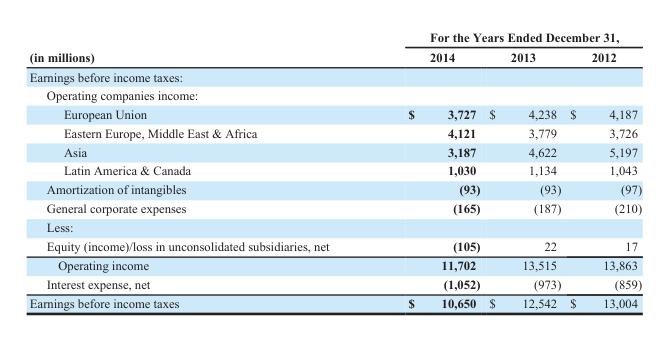 For the Years Ended December 31,
(in millions) 2014 2013 2012
Earnings before income taxes:
Operating companies income:
European Union $ 3,727 $ 4,238 $ 4,187
Eastern Europe, Middle East & Africa 4,121 3,779 3,726
Asia 3,187 4,622 5,197
Latin America & Canada 1,030 1,134 1,043
Amortization of intangibles (93) (93) (97)
General corporate expenses (165) (187) (210)
Less:
Equity (income)/loss in unconsolidated subsidiaries, net (105) 22 17
Operating income 11,702 13,515 13,863
Interest expense, net (1,052) (973) (859)
Earnings before income taxes $ 10,650 $ 12,542 $ 13,004